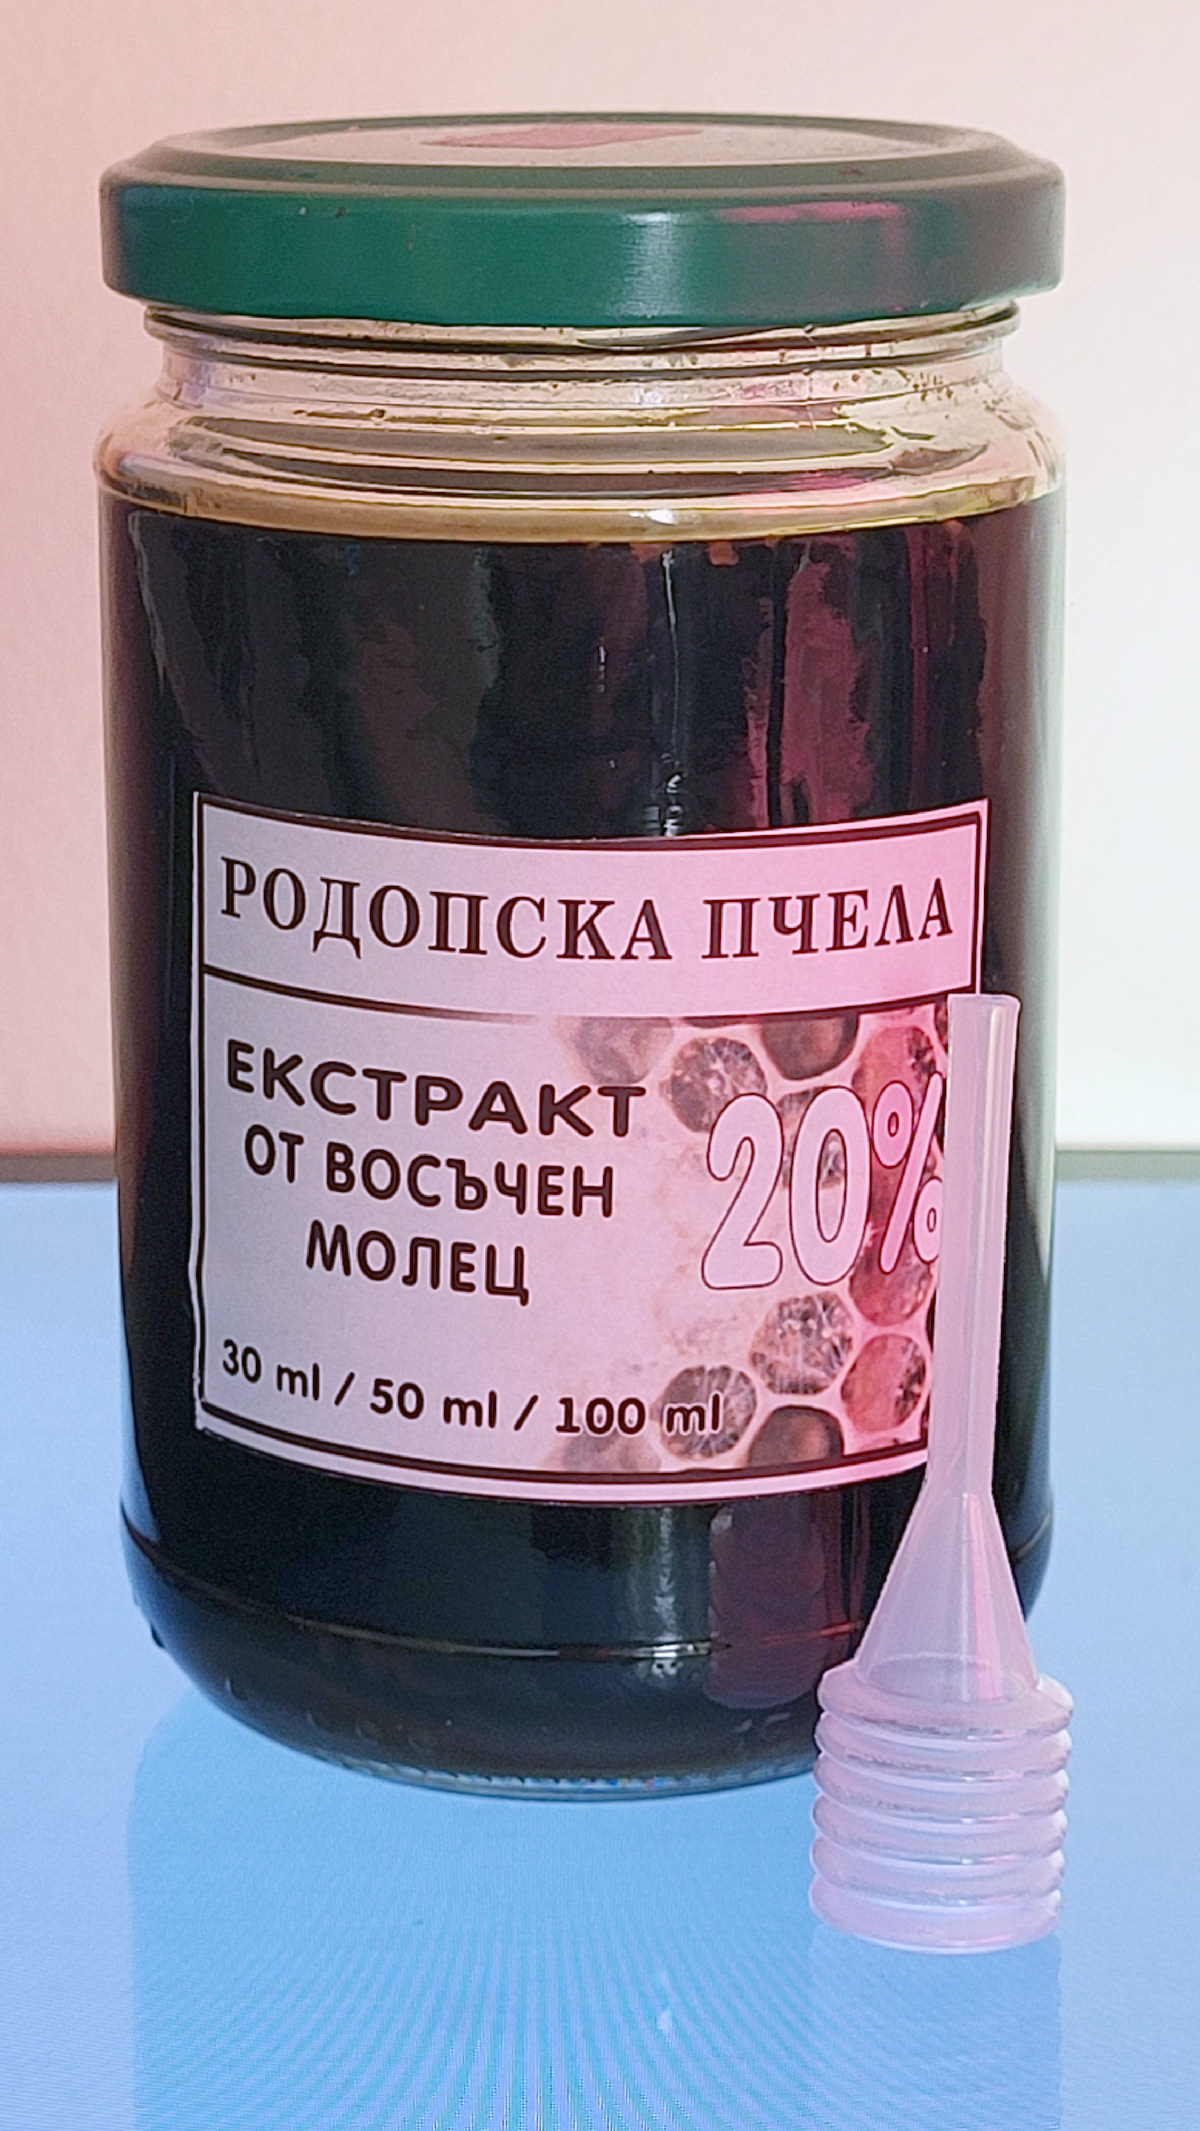 РОДОПСКА ПЧЕЛА
ЕКСТРАКТ
ОТ ВОСЪЧЕН
МОЛЕЦ
20%
30 ml / 50 ml / 100 ml